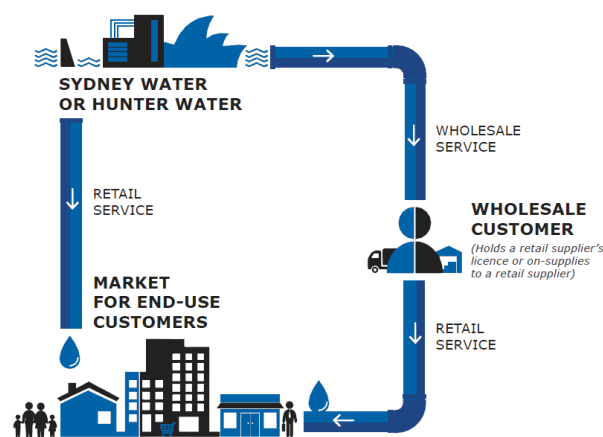 SYDNEY WATER
OR HUNTER WATER
WHOLESALE
SERVICE
RETAIL
SERVICE
WHOLESALE
CUSTOMER
(Holds a retail supplier's
licence or on-supplies
to a retail supplier)
MARKET
FOR END-USE
CUSTOMERS
RETAIL
SERVICE